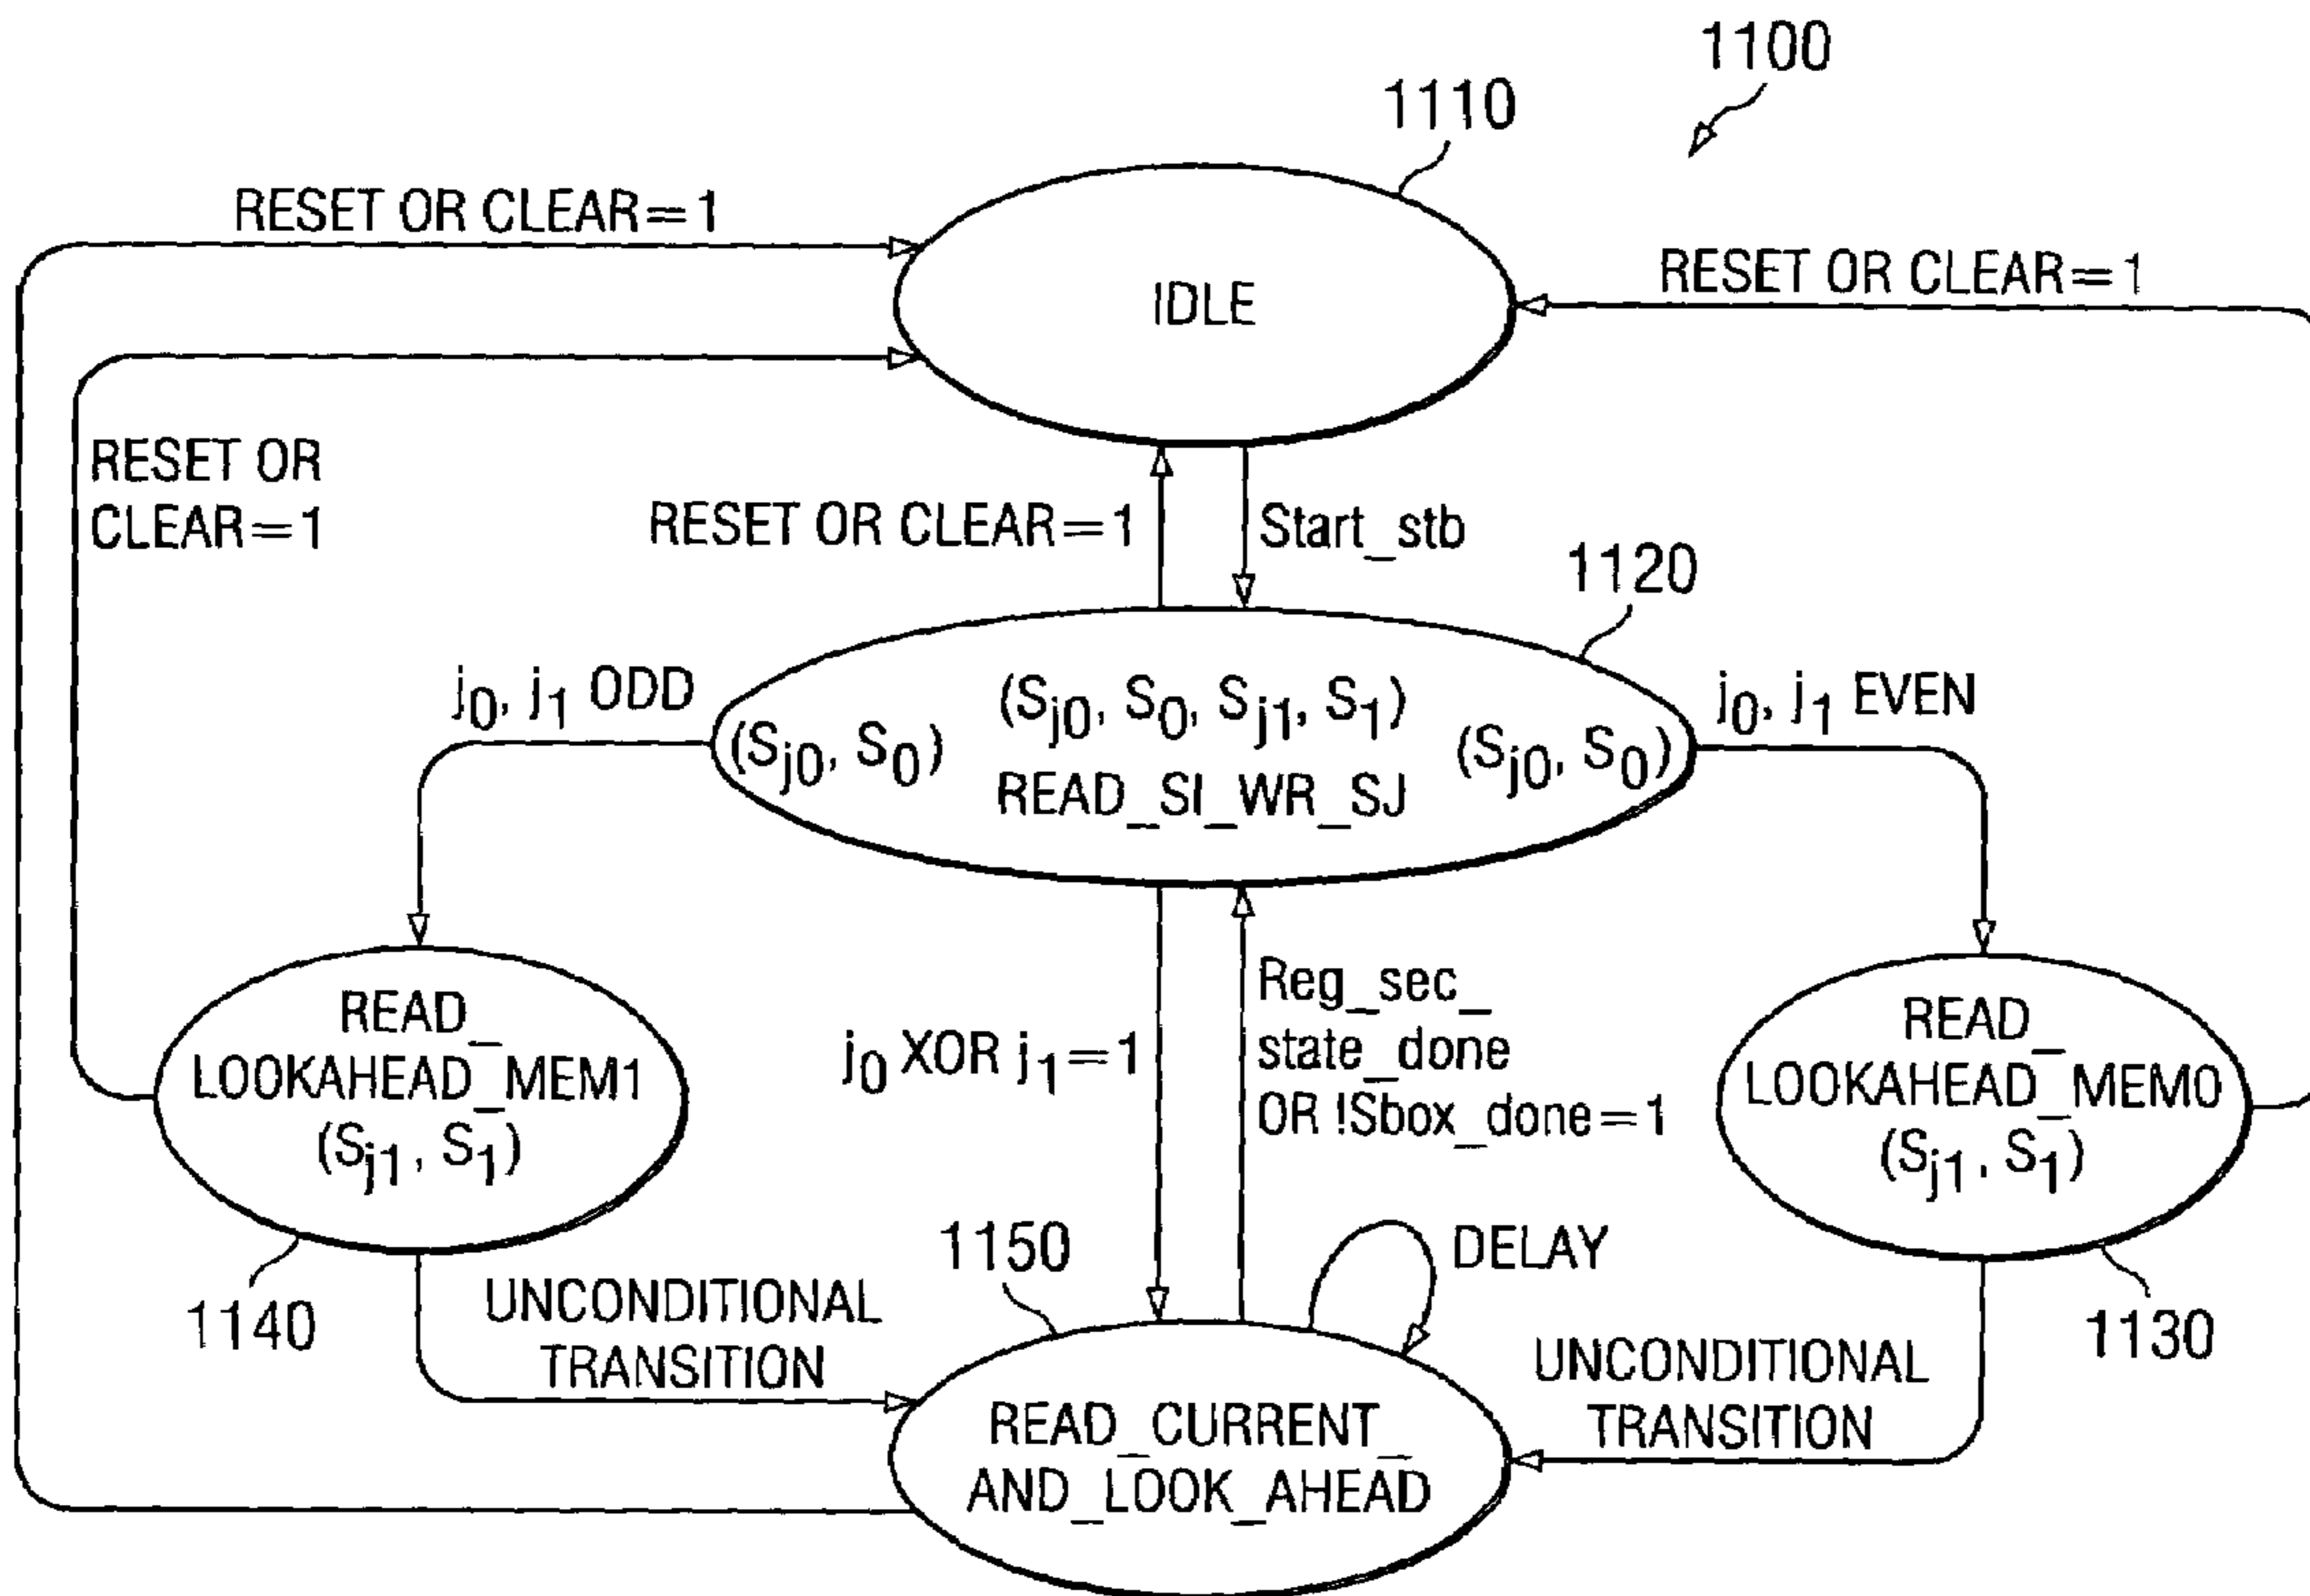 1100
1110
RESET OR CLEAR=1
IDLE
RESET OR CLEAR=1
RESET OR
CLEAR=1
RESET OR CLEAR=1
Start_stb
1120
j0, j1 ODD
(Sj0, S0, Sj1, S1)
j0, j1 EVEN
(Sj0, S0)
(Sj0, S0)
READ_SI_WR_SJ
READ_
LOOKAHEAD_MEM1
(Sj1, S1)
j0 XOR j1=1
Reg_sec_
state_done
OR !Sbox_done=1
READ_
LOOKAHEAD_MEM0
(Sj1, S1)
1140
UNCONDITIONAL
TRANSITION
1150
DELAY
1130
UNCONDITIONAL
TRANSITION
READ_CURRENT_
AND_LOOK_AHEAD